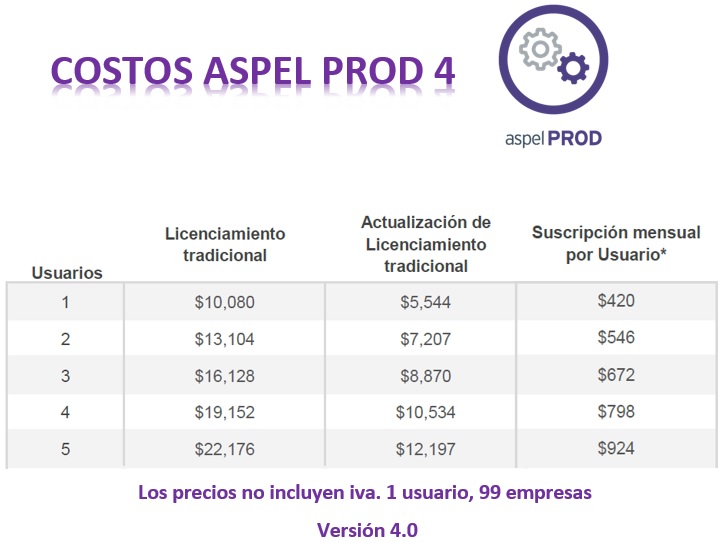 COSTOS ASPEL PROD 4
aspel PROD
Usuarios
Licenciamiento tradicional
Actualización de Licenciamiento tradicional
Suscripción mensual por Usuario*
1 $10,080 $5,544 $420
2 $13,104 $7,207 $546
3 $16,128 $8,870 $672
4 $19,152 $10,534 $798
5 $22,176 $12,197 $924
Los precios no incluyen iva. 1 usuario, 99 empresas
Versión 4.0